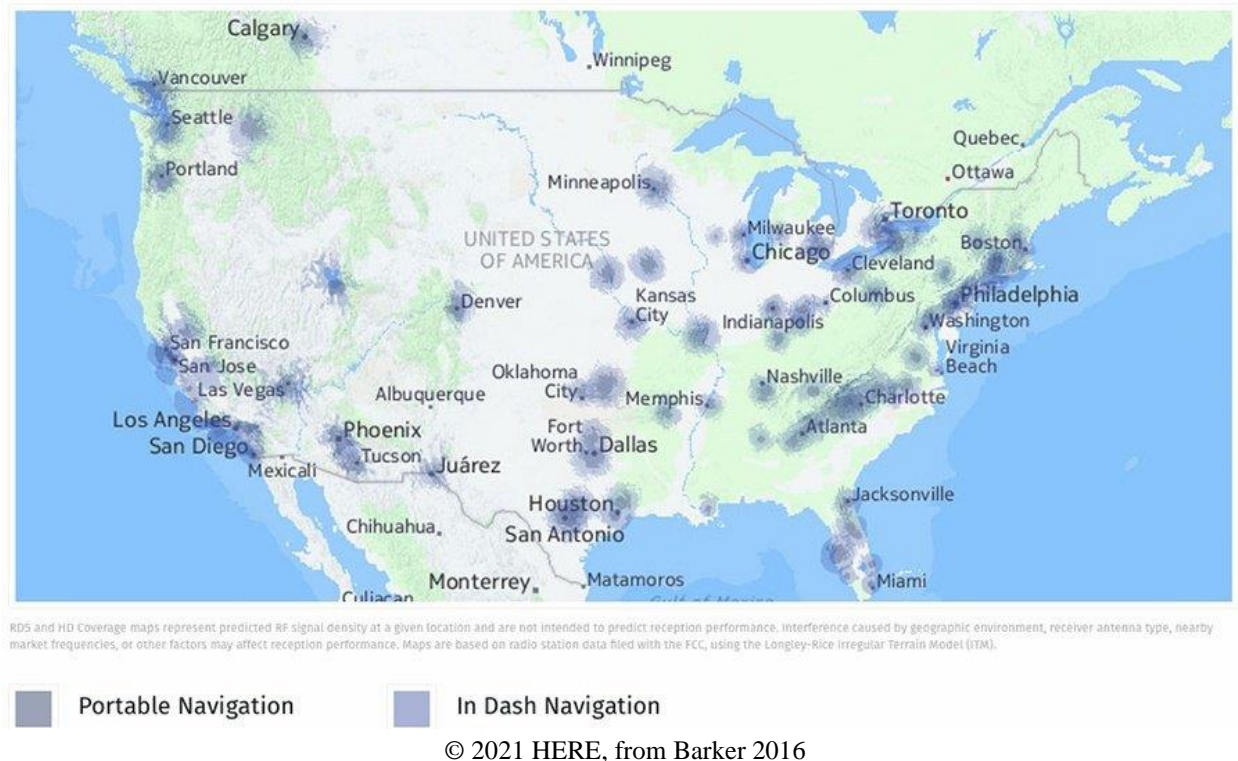 Calgary
Winnipeg
Vancouver
Seattle
Portland
Quebec
Ottawa
Minneapolis
Toronto
Milwaukee
Chicago
Boston
UNITED STATES
OF AMERICA
Cleveland
Denver
Kansas
City
Columbus
Philadelphia
Indianapolis
Washington
San Francisco
San Jose
Las Vegas
Virginia
Beach
Oklahoma
City
Albuquerque
Nashville
Memphis
Charlotte
Los Angeles
San Diego
Phoenix
Tucson
Fort
Worth
Dallas
Atlanta
Mexicali
Juárez
Houston
San Antonio
Jacksonville
Chihuahua
Monterrey
Matamoros
Miami
Culiacan
Gulf of Mexico
RDS and HD Coverage maps represent predicted RF signal density at a given location and are not intended to predict reception performance. Interference caused by geographic environment, receiver antenna type, nearby
market frequencies, or other factors may affect reception performance. Maps are based on radio station data filed with the FCC, using the Longley-Rice Irregular Terrain Model (ITM).
Portable Navigation
In Dash Navigation
© 2021 HERE, from Barker 2016